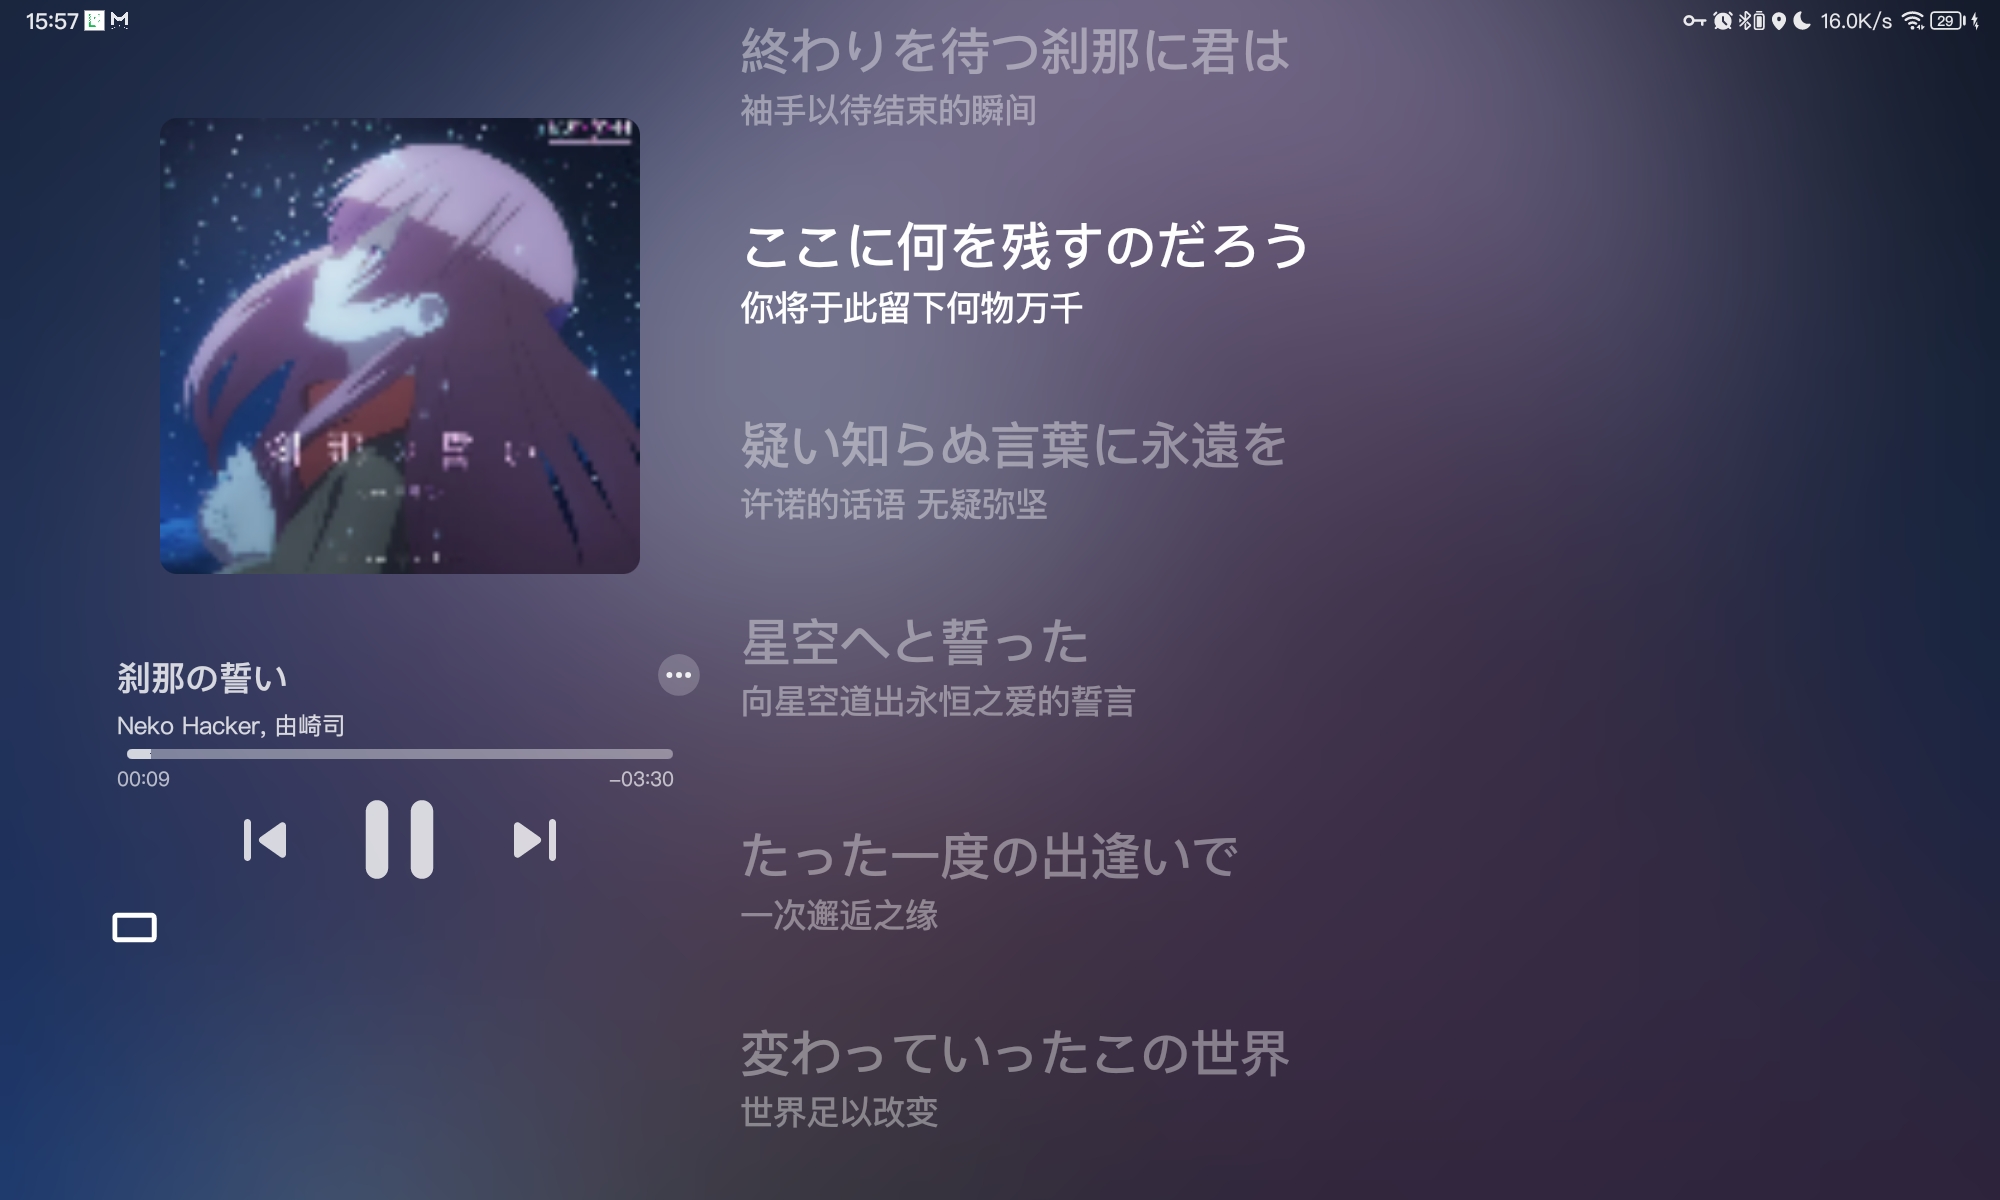 15:57
16.0K/s
29
終わりを待つ刹那に君は
袖手以待结束的瞬间
ここに何を残すのだろう
你将于此留下何物万千
疑い知らぬ言葉に永遠を
许诺的话语 无疑弥坚
星空へと誓った
向星空道出永恒之爱的誓言
たった一度の出逢いで
一次邂逅之缘
変わっていったこの世界
世界足以改变
刹那の誓い
Neko Hacker, 由崎司
00:09
–03:30